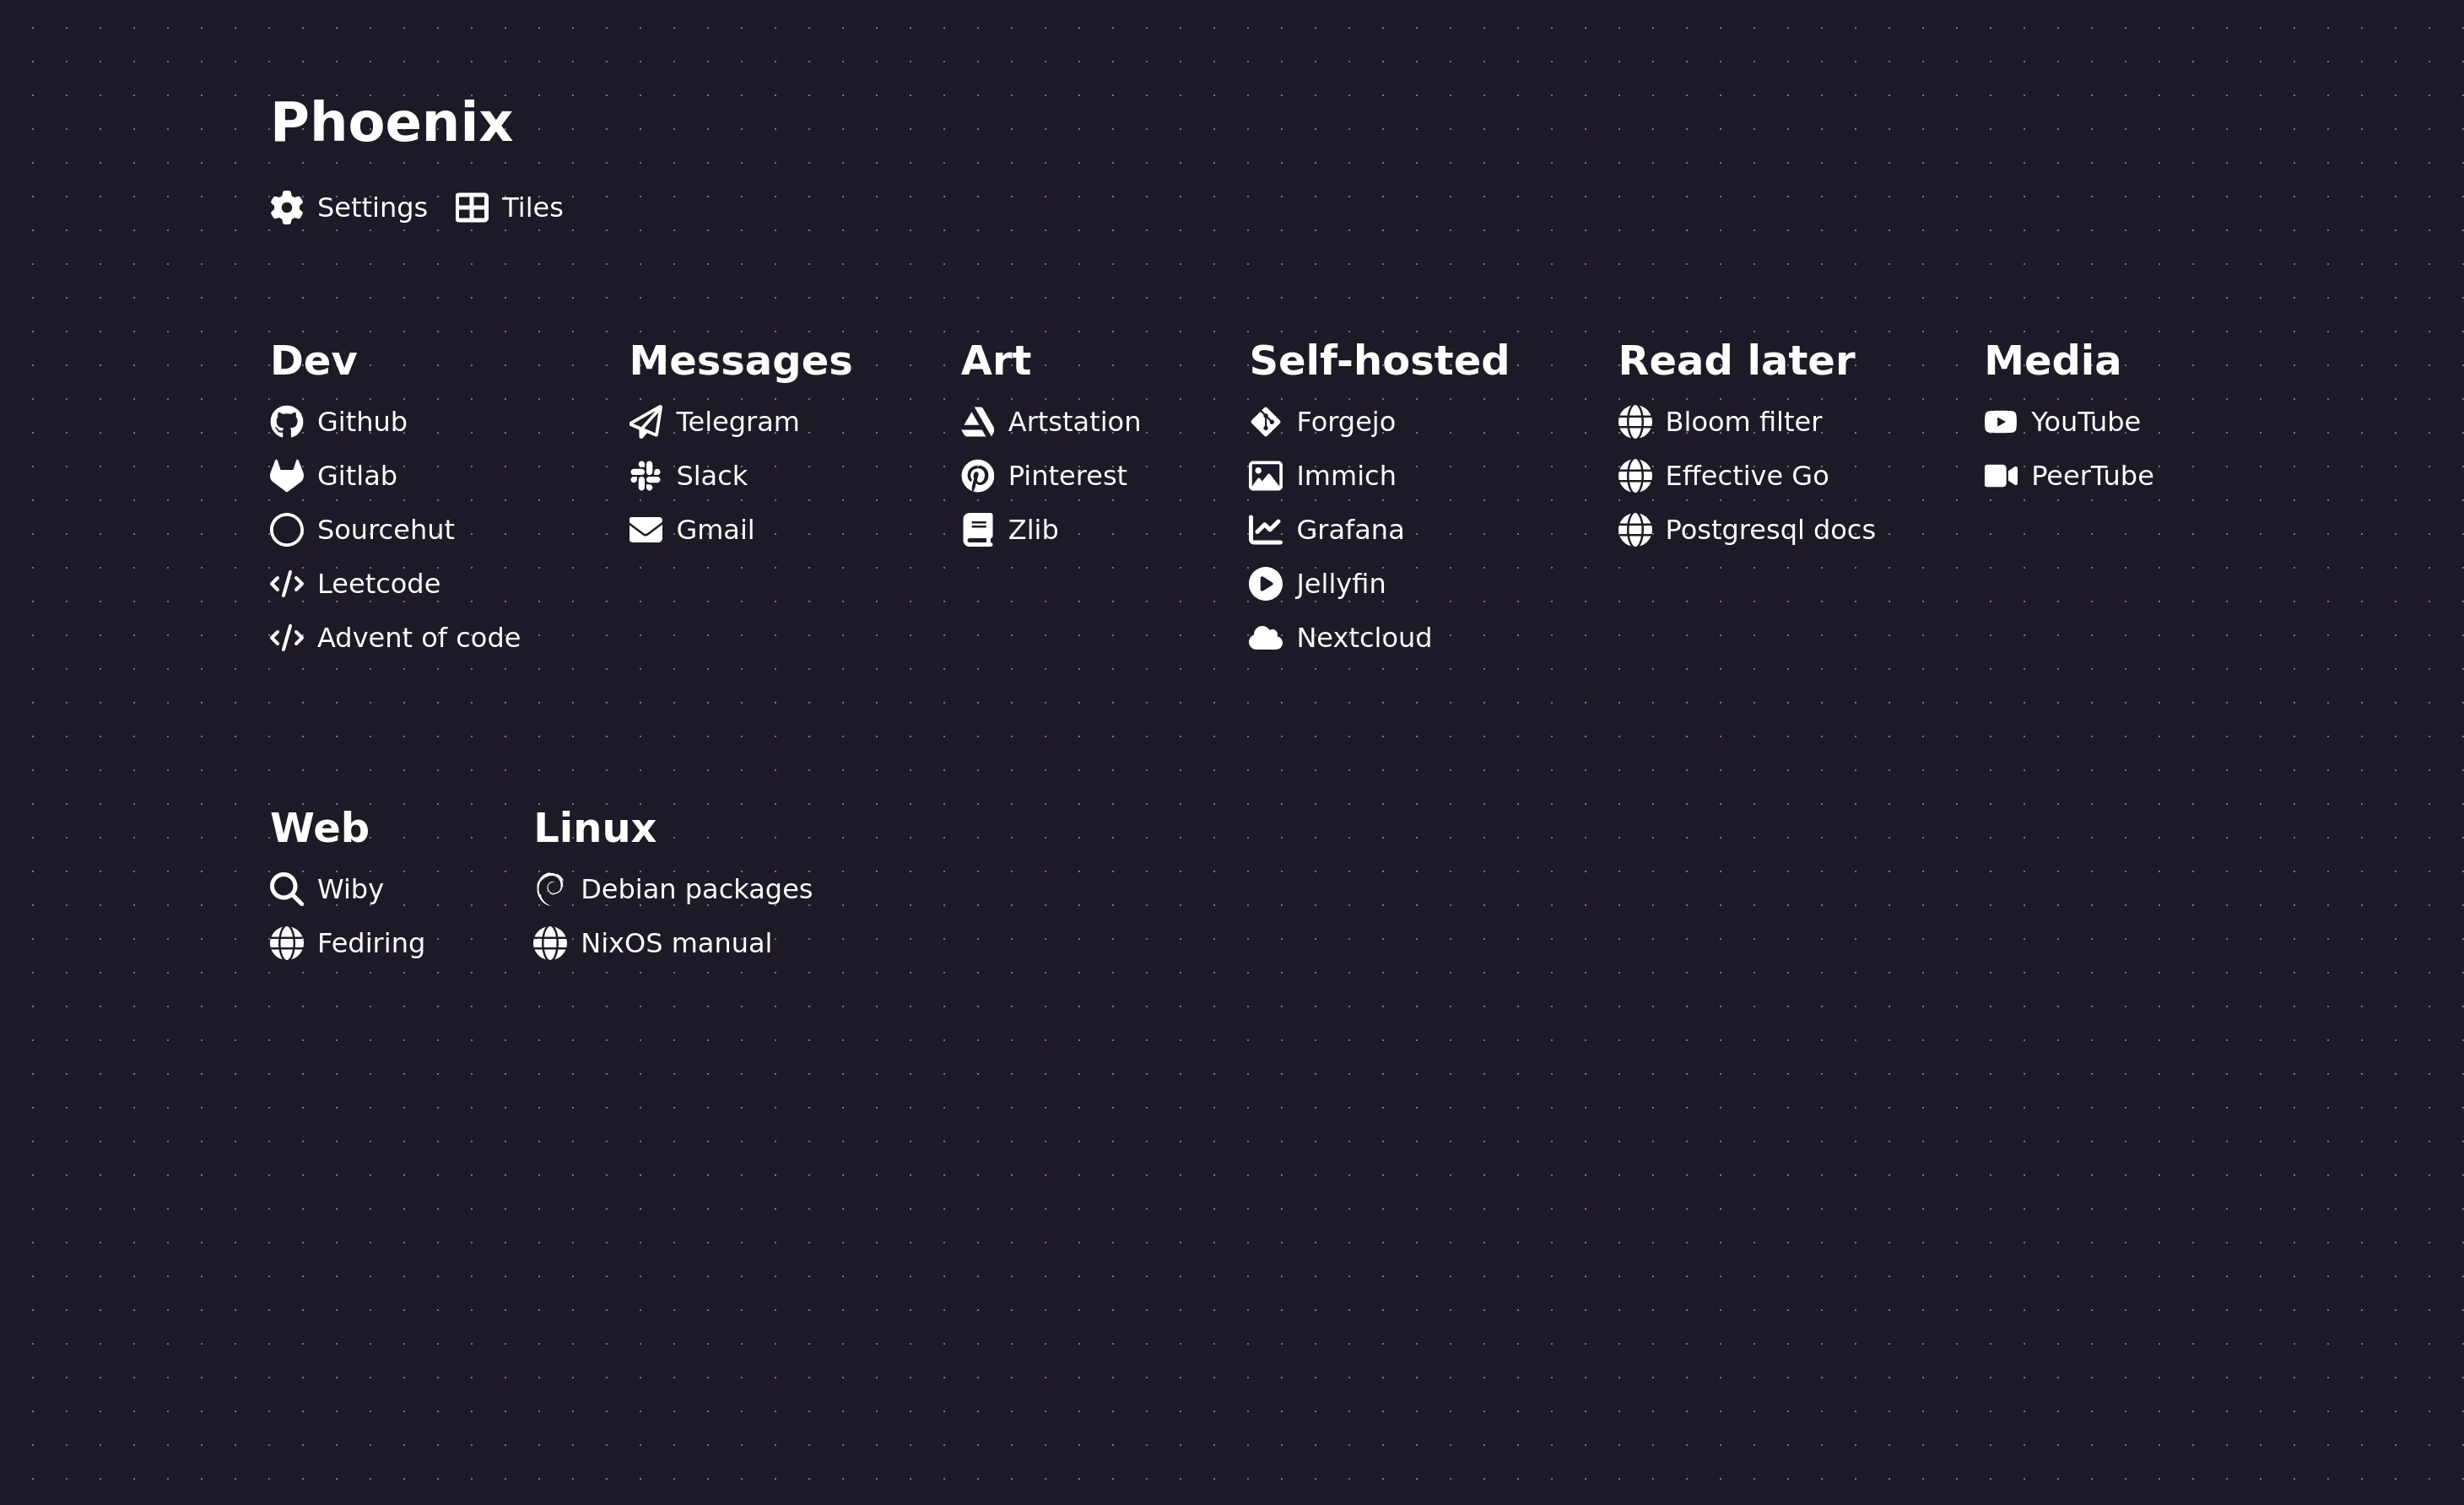 Phoenix
Settings Tiles
Dev
Github
Gitlab
Sourcehut
Leetcode
Advent of code
Messages
Telegram
Slack
Gmail
Art
Artstation
Pinterest
Zlib
Self-hosted
Forgejo
Immich
Grafana
Jellyfin
Nextcloud
Read later
Bloom filter
Effective Go
Postgresql docs
Media
YouTube
PeerTube
Web
Wiby
Fediring
Linux
Debian packages
NixOS manual